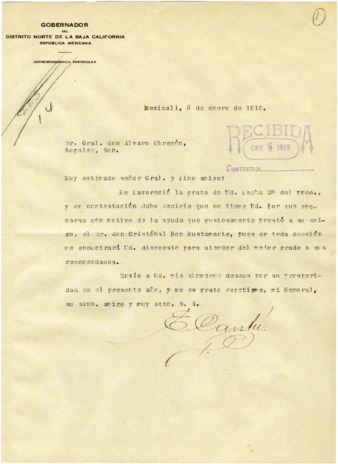 1
GOBERNADOR
DEL
DISTRITO NORTE DE LA BAJA CALIFORNIA
REPUBLICA MEXICANA
CORRESPONDENCIA PARTICULAR
14
Mexicali, 6 de enero de 1919.
RECIBIDA
ENE 6 1919
CONTESTADA
Sr. Gral. don Alvaro Obregón,
Nogales, Son.
Muy estimado señor Gral. y fino amigo:
Me favoreció la grata de Ud. fecha 28 del
y en contestación debo decirle que no tiene Ud. por que
con motivo de la ayuda que gustosamente presté a su
go, el Sr. don Cristóbal Bon Bustamante, pues en toda ocasión
me encontrará Ud. dispuesto para atender del mejor grado a sus
recomendados.
Envío a Ud. mis sinceros deseos por su prosperi-
dad en el presente año, y me es grato repetirme, mi General,
su afmo. amigo y muy atto. S. S.
E. Cantú